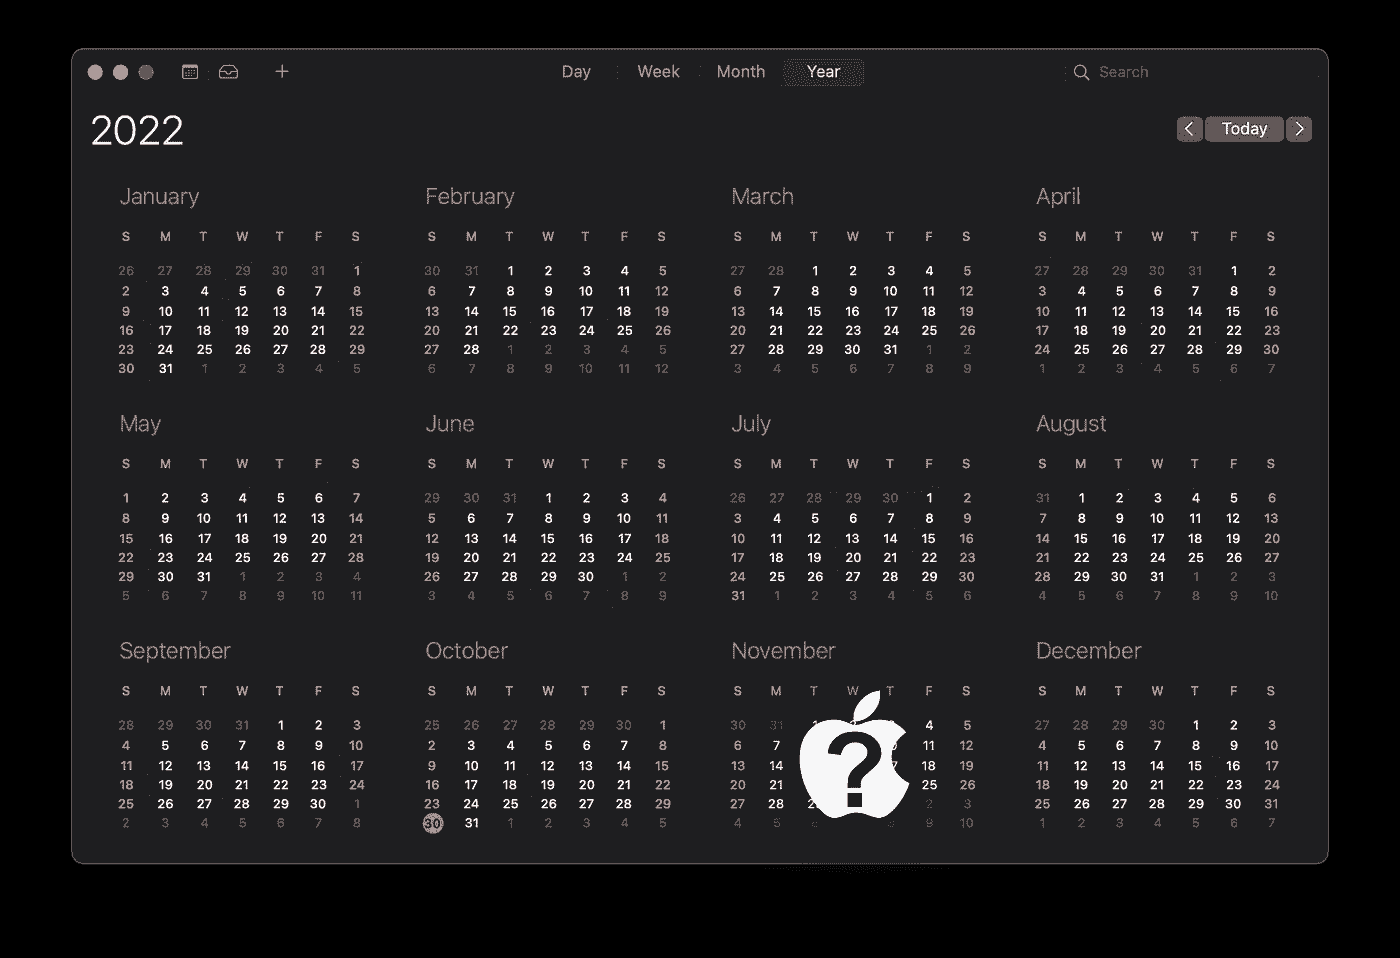 Day Week Month Year Search
2022 Today
January February March April
S M T W T F S S M T W T F S S M T W T F S S M T W T F S
26 27 28 29 30 31 1 30 31 1 2 3 4 5 27 28 1 2 3 4 5 27 28 29 30 31 1 2
2 3 4 5 6 7 8 6 7 8 9 10 11 12 6 7 8 9 10 11 12 3 4 5 6 7 8 9
9 10 11 12 13 14 15 13 14 15 16 17 18 19 13 14 15 16 17 18 19 10 11 12 13 14 15 16
16 17 18 19 20 21 22 20 21 22 23 24 25 26 20 21 22 23 24 25 26 17 18 19 20 21 22 23
23 24 25 26 27 28 29 27 28 1 2 3 4 5 27 28 29 30 31 1 2 24 25 26 27 28 29 30
30 31 1 2 3 4 5 6 7 8 9 10 11 12 3 4 5 6 7 8 9 1 2 3 4 5 6 7
May June July August
S M T W T F S S M T W T F S S M T W T F S S M T W T F S
1 2 3 4 5 6 7 29 30 31 1 2 3 4 26 27 28 29 30 1 2 31 1 2 3 4 5 6
8 9 10 11 12 13 14 5 6 7 8 9 10 11 3 4 5 6 7 8 9 7 8 9 10 11 12 13
15 16 17 18 19 20 21 12 13 14 15 16 17 18 10 11 12 13 14 15 16 14 15 16 17 18 19 20
22 23 24 25 26 27 28 19 20 21 22 23 24 25 17 18 19 20 21 22 23 21 22 23 24 25 26 27
29 30 31 1 2 3 4 26 27 28 29 30 1 2 24 25 26 27 28 29 30 28 29 30 31 1 2 3
5 6 7 8 9 10 11 3 4 5 6 7 8 9 31 1 2 3 4 5 6 4 5 6 7 8 9 10
September October November December
S M T W T F S S M T W T F S S M T W T F S S M T W T F S
28 29 30 31 1 2 3 25 26 27 28 29 30 1 30 31 4 5 27 28 29 30 1 2 3
4 5 6 7 8 9 10 2 3 4 5 6 7 8 6 7 11 12 4 5 6 7 8 9 10
11 12 13 14 15 16 17 9 10 11 12 13 14 15 13 14 18 19 11 12 13 14 15 16 17
18 19 20 21 22 23 24 16 17 18 19 20 21 22 20 21 ? 25 26 18 19 20 21 22 23 24
25 26 27 28 29 30 1 23 24 25 26 27 28 29 27 28 2 3 25 26 27 28 29 30 31
2 3 4 5 6 7 8 30 31 1 2 3 4 5 4 5 9 10 1 2 3 4 5 6 7